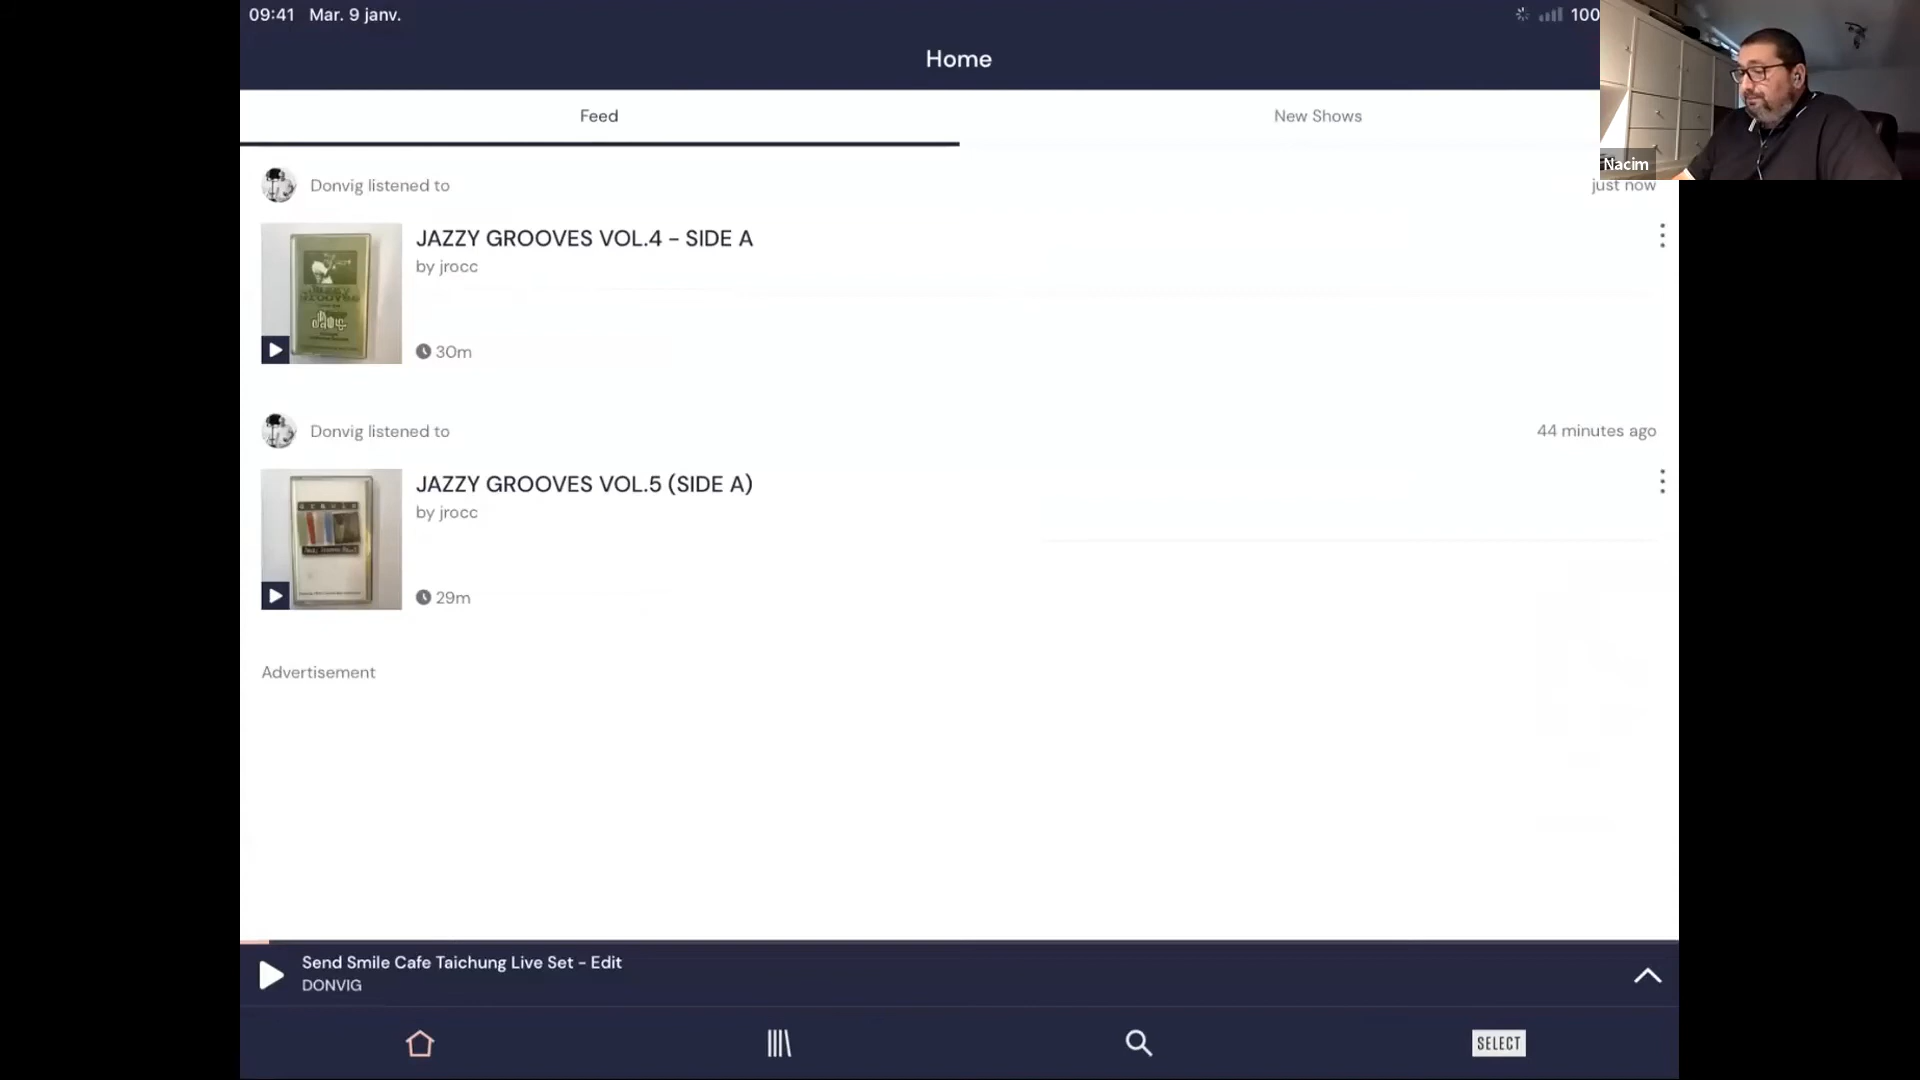 09:41 Mar. 9 janv.
100
Home
Feed
New Shows
Nacim
Donvig listened to
just now
JAZZY GROOVES VOL.4 - SIDE A
by jrocc
30m
Donvig listened to
44 minutes ago
JAZZY GROOVES VOL.5 (SIDE A)
by jrocc
29m
Advertisement
Send Smile Cafe Taichung Live Set - Edit
DONVIG
SELECT